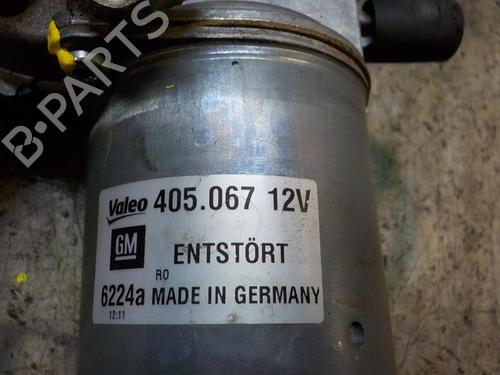 B-PARTS
Valeo 405.067 12V
GM ENTSTÖRT
RO
6224a MADE IN GERMANY
12:11